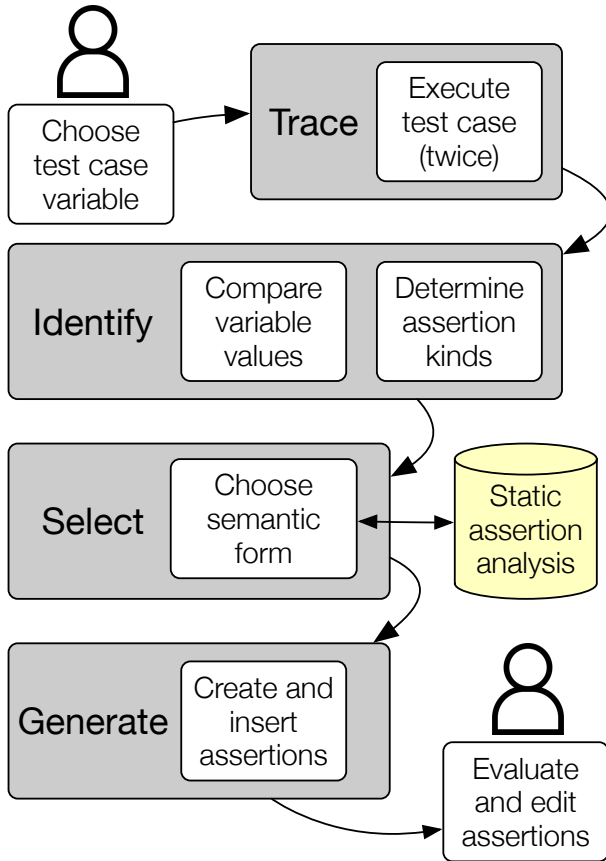 Choose
test case
variable
Trace
Execute
test case
(twice)
Identify
Compare
variable
values
Determine
assertion
kinds
Select
Choose
semantic
form
Static
assertion
analysis
Generate
Create and
insert
assertions
Evaluate
and edit
assertions